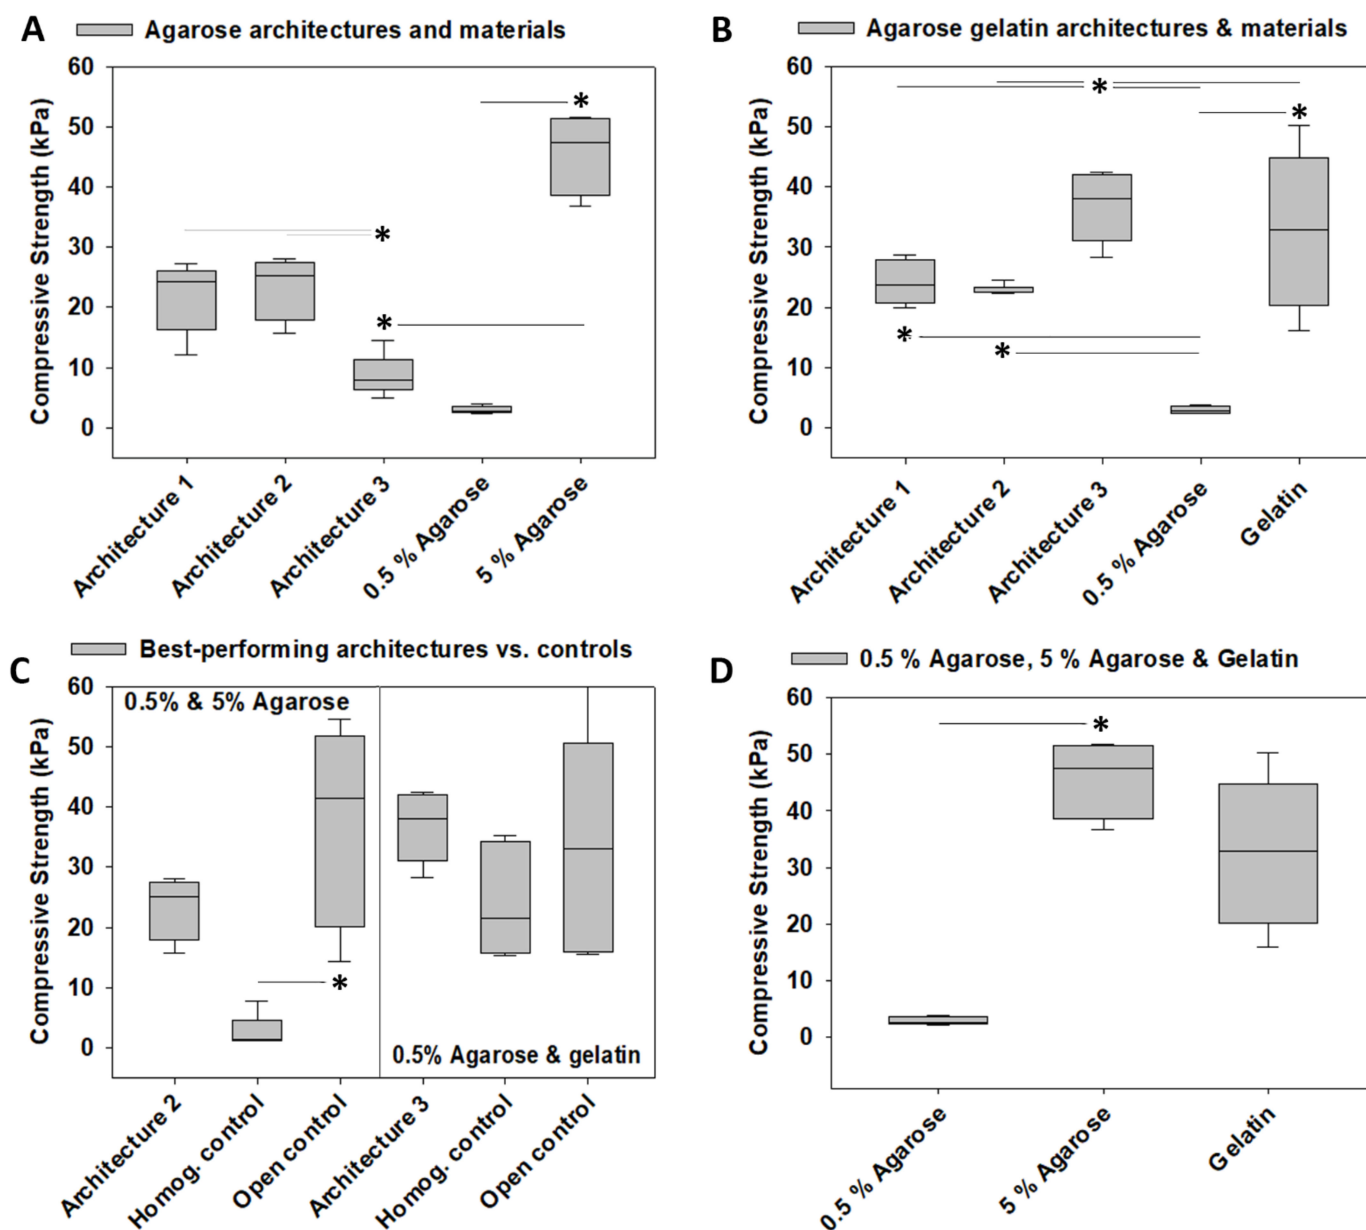 A
Agarose architectures and materials
Compressive Strength (kPa)
60
50
40
30
20
10
0
*
*
*
Architecture 1
Architecture 2
Architecture 3
0.5 % Agarose
5 % Agarose
B
Agarose gelatin architectures & materials
Compressive Strength (kPa)
60
50
40
30
20
10
0
*
*
*
*
Architecture 1
Architecture 2
Architecture 3
0.5 % Agarose
Gelatin
C
Best-performing architectures vs. controls
Compressive Strength (kPa)
60
50
40
30
20
10
0
0.5% & 5% Agarose
*
0.5% Agarose & gelatin
Architecture 2
Homog. control
Open control
Architecture 3
Homog. control
Open control
D
0.5 % Agarose, 5 % Agarose & Gelatin
Compressive Strength (kPa)
60
50
40
30
20
10
0
*
0.5 % Agarose
5 % Agarose
Gelatin